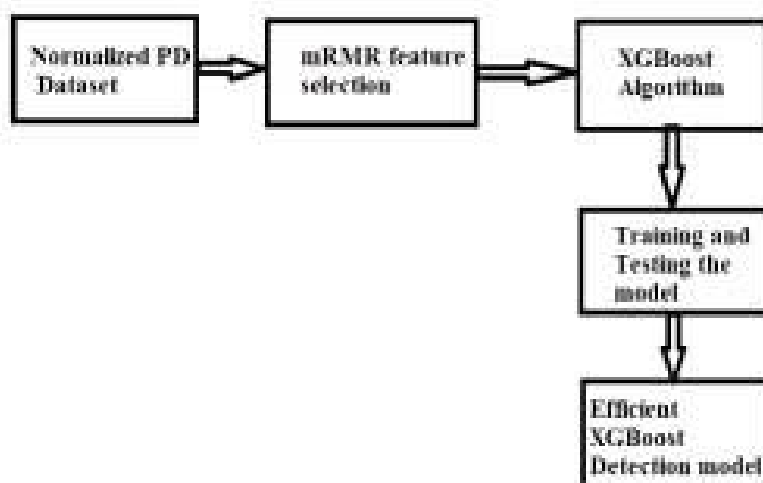 Normalized PD
Dataset
mRMR feature
selection
XGBoost
Algorithm
Training and
Testing the
model
Efficient
XGBoost
Detection model